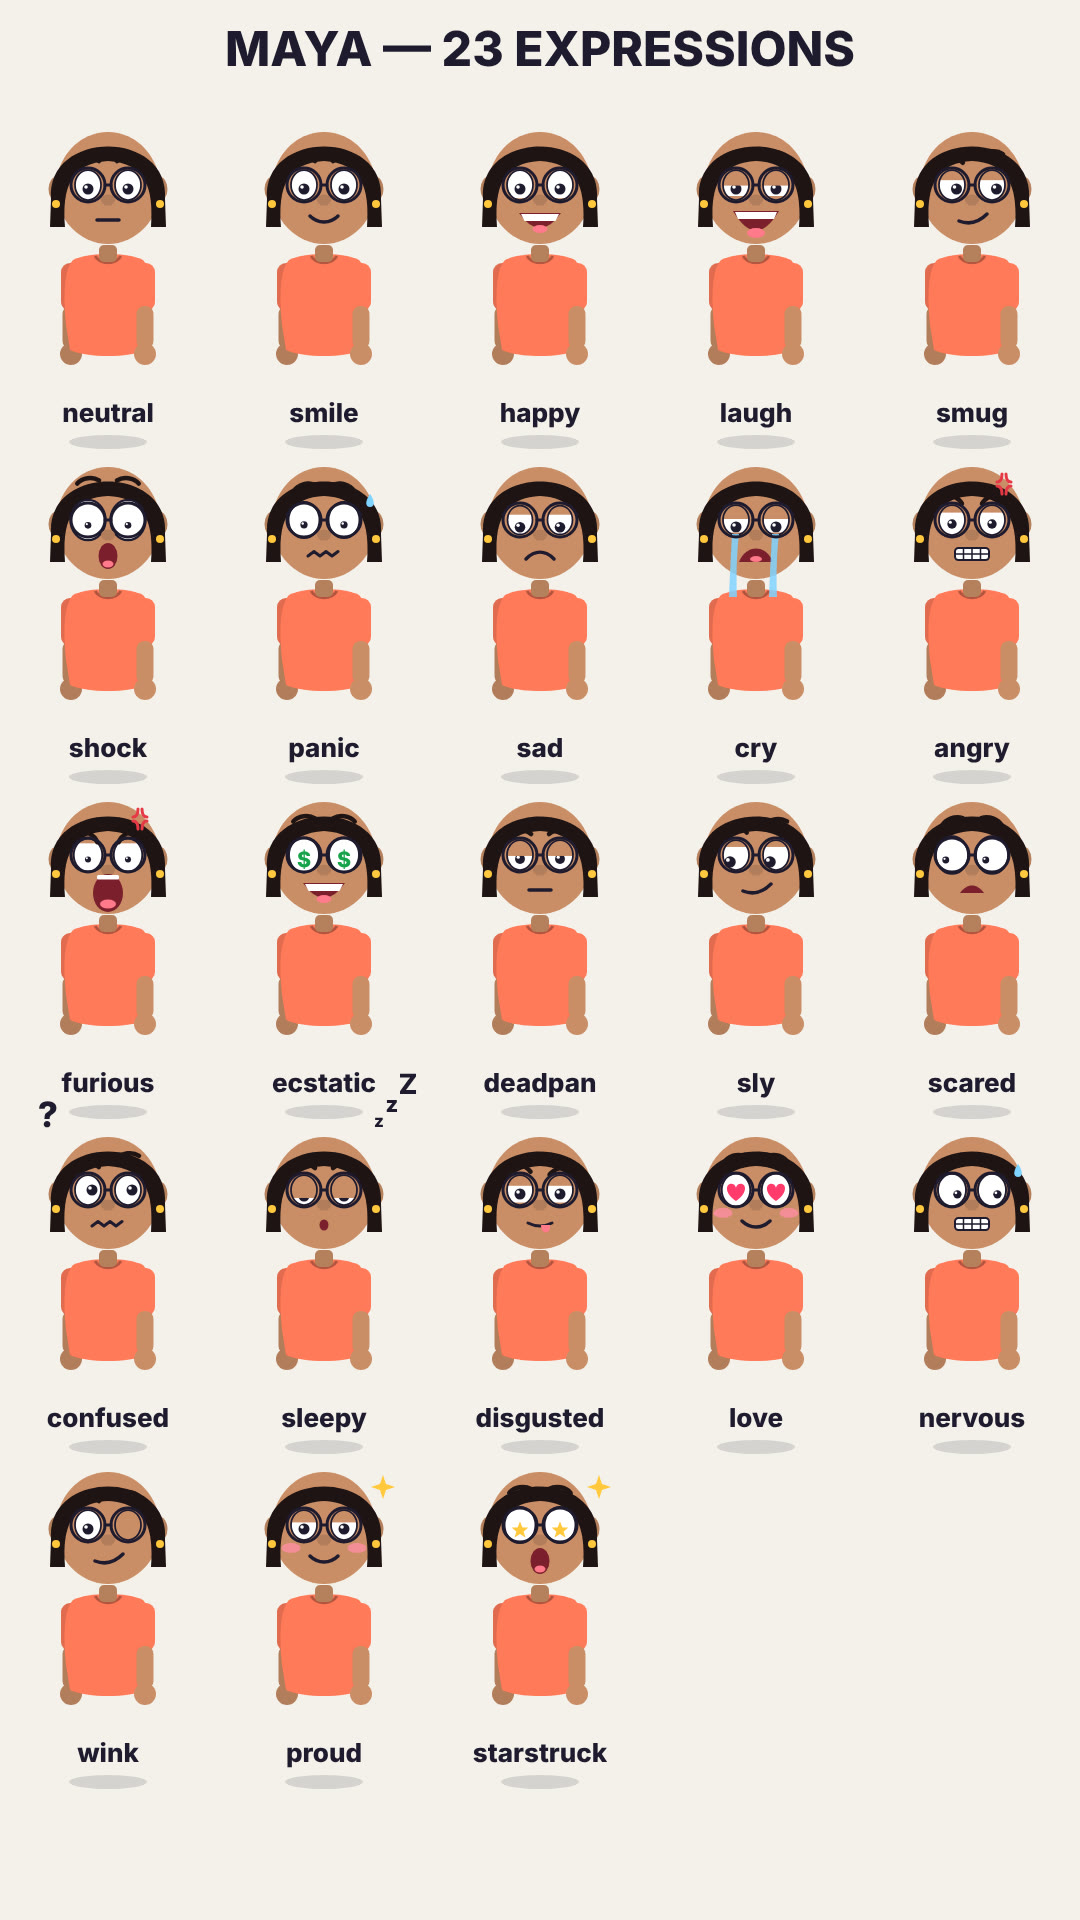 MAYA — 23 EXPRESSIONS
neutral smile happy laugh smug
shock panic sad cry angry
$ $
furious ecstatic deadpan sly scared
? z z Z
confused sleepy disgusted love nervous
wink proud starstruck